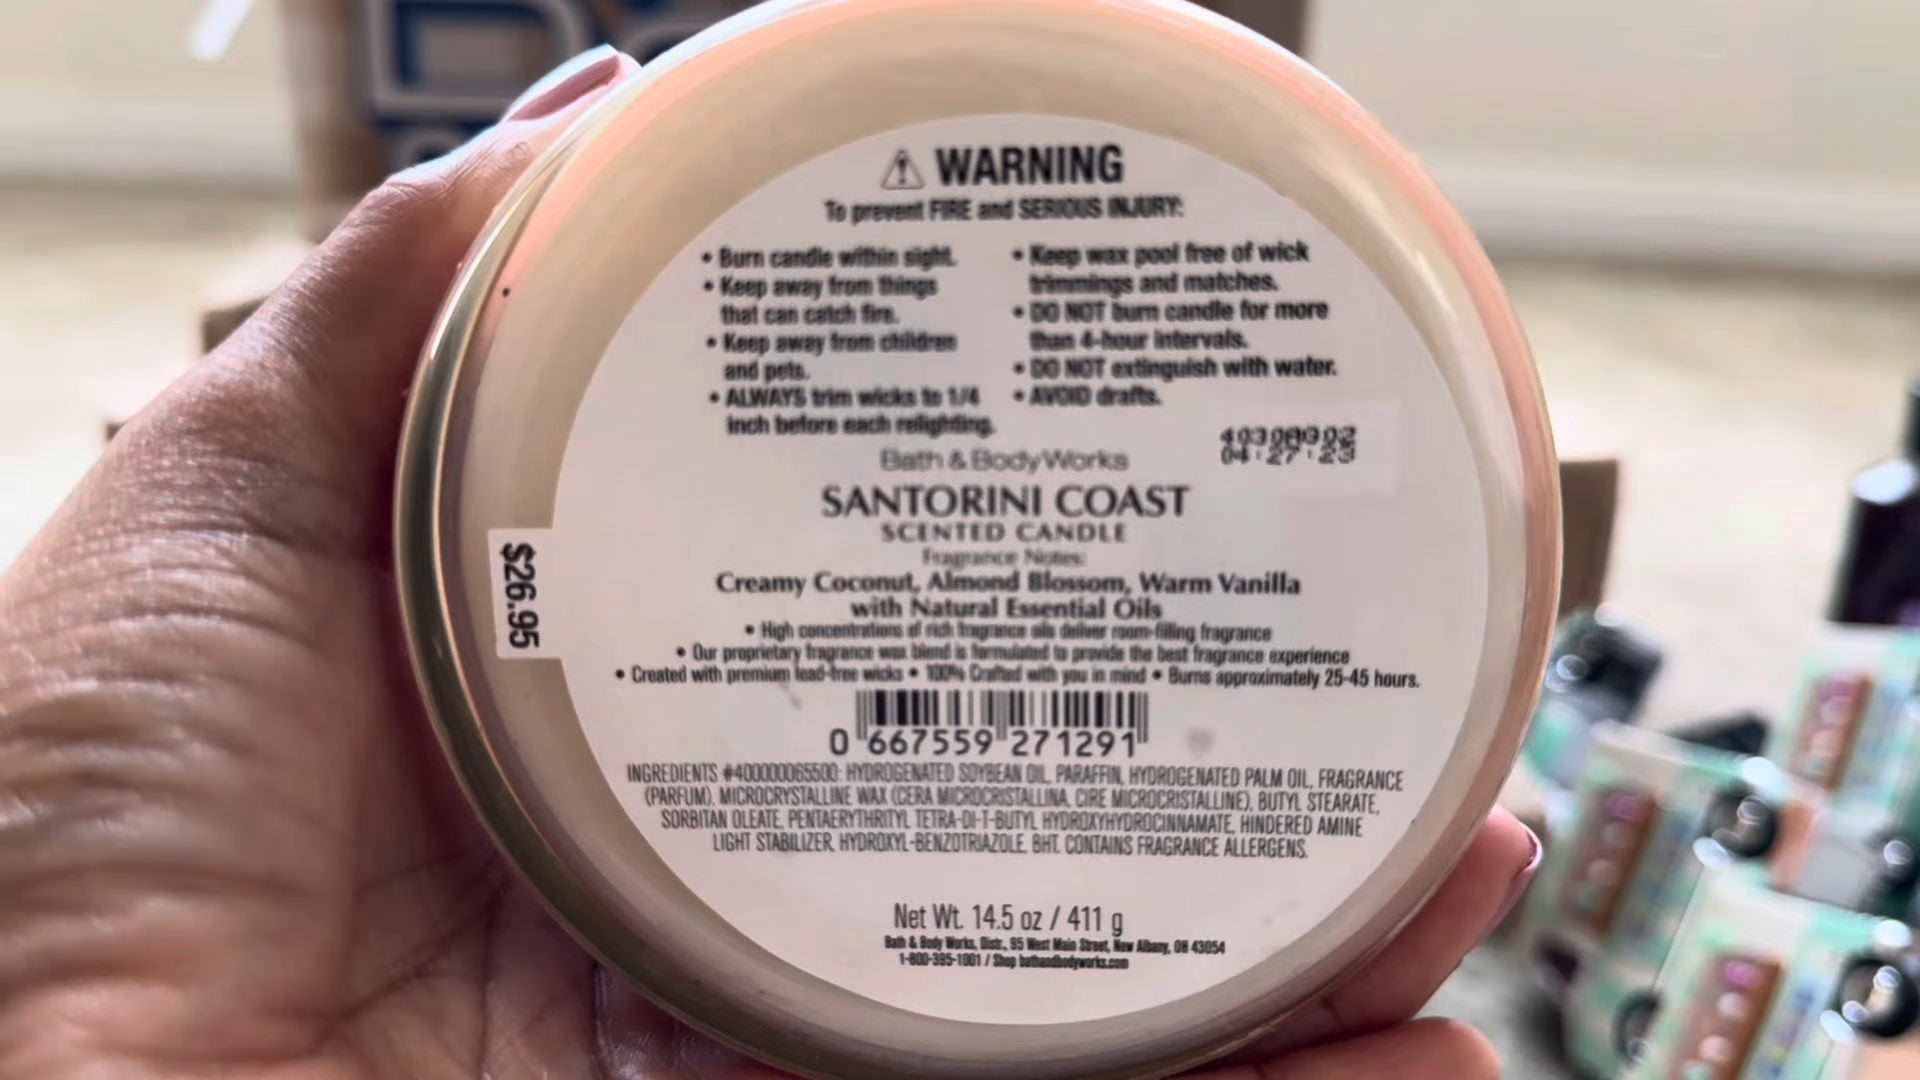 WARNING
To prevent FIRE and SERIOUS INJURY:
• Burn candle within sight.
• Keep away from things
that can catch fire.
• Keep away from children
and pets.
• ALWAYS trim wicks to 1/4
inch before each relighting.
• Keep wax pool free of wick
trimmings and matches.
• DO NOT burn candle for more
than 4-hour intervals.
• DO NOT extinguish with water.
• AVOID drafts.
04:27:23
Bath & Body Works
SANTORINI COAST
SCENTED CANDLE
Fragrance Notes:
Creamy Coconut, Almond Blossom, Warm Vanilla
with Natural Essential Oils
• High concentrations of rich fragrance oils deliver room-filling fragrance
• Our proprietary fragrance wax blend is formulated to provide the best fragrance experience
• Created with premium lead-free wicks • 100% Crafted with you in mind • Burns approximately 25-45 hours.
$26.95
0 667559 271291
INGREDIENTS #400000065500: HYDROGENATED SOYBEAN OIL, PARAFFIN, HYDROGENATED PALM OIL, FRAGRANCE
(PARFUM), MICROCRYSTALLINE WAX (CERA MICROCRISTALLINA, CIRE MICROCRISTALLINE), BUTYL STEARATE,
SORBITAN OLEATE, PENTAERYTHRITYL TETRA-DI-T-BUTYL HYDROXYHYDROCINNAMATE, HINDERED AMINE
LIGHT STABILIZER, HYDROXYL-BENZOTRIAZOLE, BHT. CONTAINS FRAGRANCE ALLERGENS.
Net Wt. 14.5 oz / 411 g
Bath & Body Works, Distr., 95 West Main Street, New Albany, OH 43054
1-800-395-1001 / Shop bathandbodyworks.com